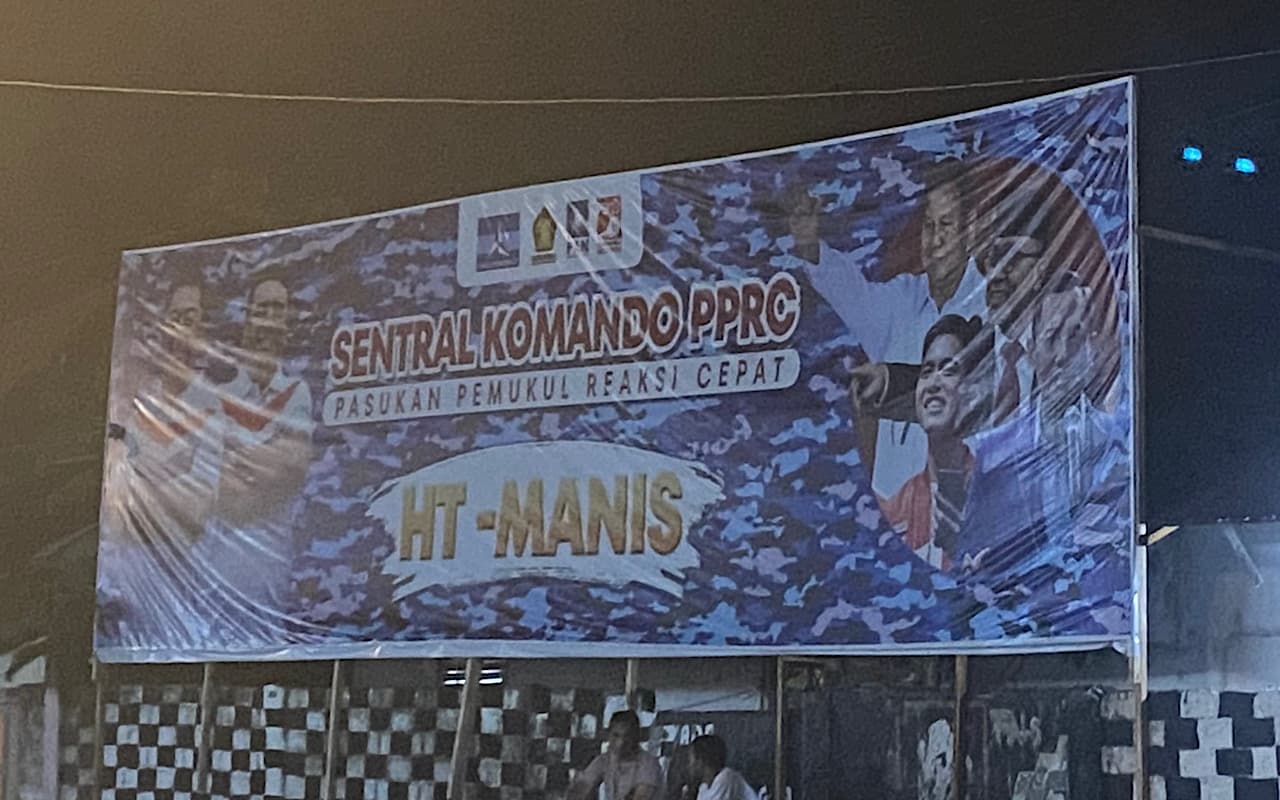 SENTRAL KOMANDO PPRC
PASUKAN PEMUKUL REAKSI CEPAT
HT -MANIS